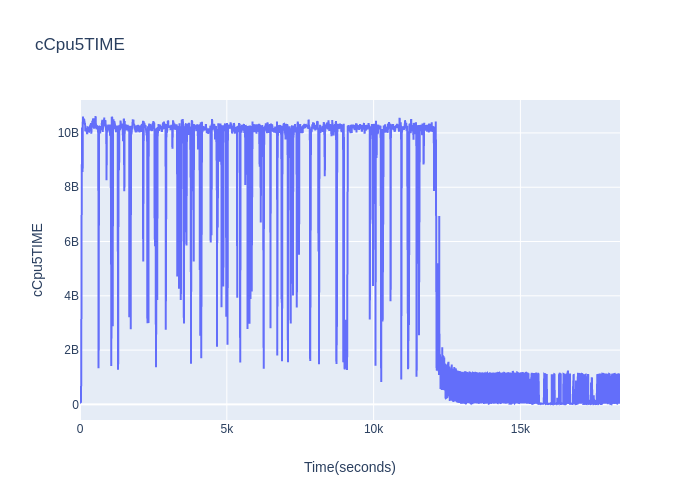 cCpu5TIME
10B
8B
6B
4B
2B
0
cCpu5TIME
0
5k
10k
15k
Time(seconds)